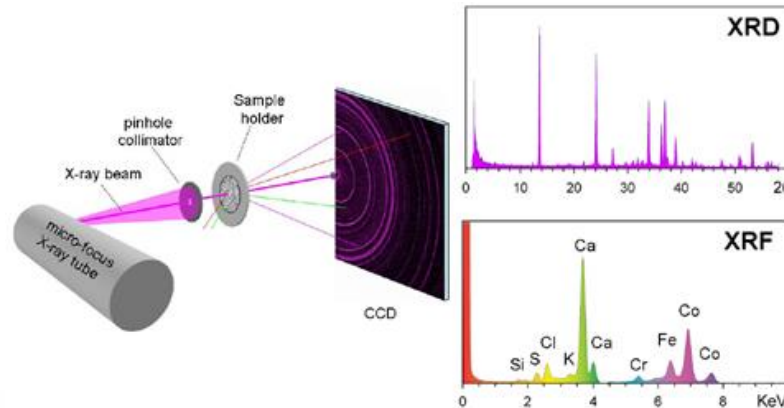 Sample
holder
pinhole
collimator
X-ray beam
micro-focus
X-ray tube
CCD
XRD
0 10 20 30 40 50
XRF
Ca
Co
Cl
Fe
Si S K Ca Cr Co
0 2 4 6 8 KeV